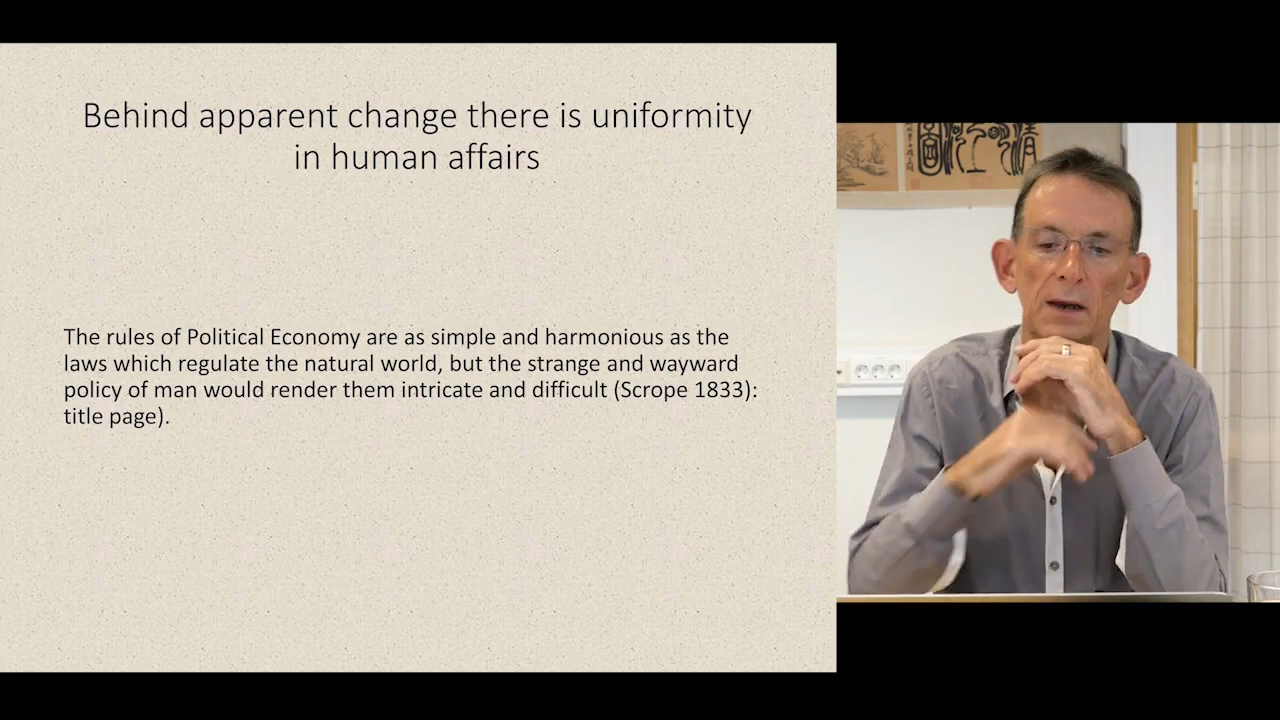 Behind apparent change there is uniformity
in human affairs
The rules of Political Economy are as simple and harmonious as the
laws which regulate the natural world, but the strange and wayward
policy of man would render them intricate and difficult (Scrope 1833):
title page).